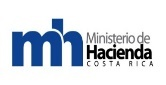 mh
Ministerio de
Hacienda
COSTA RICA